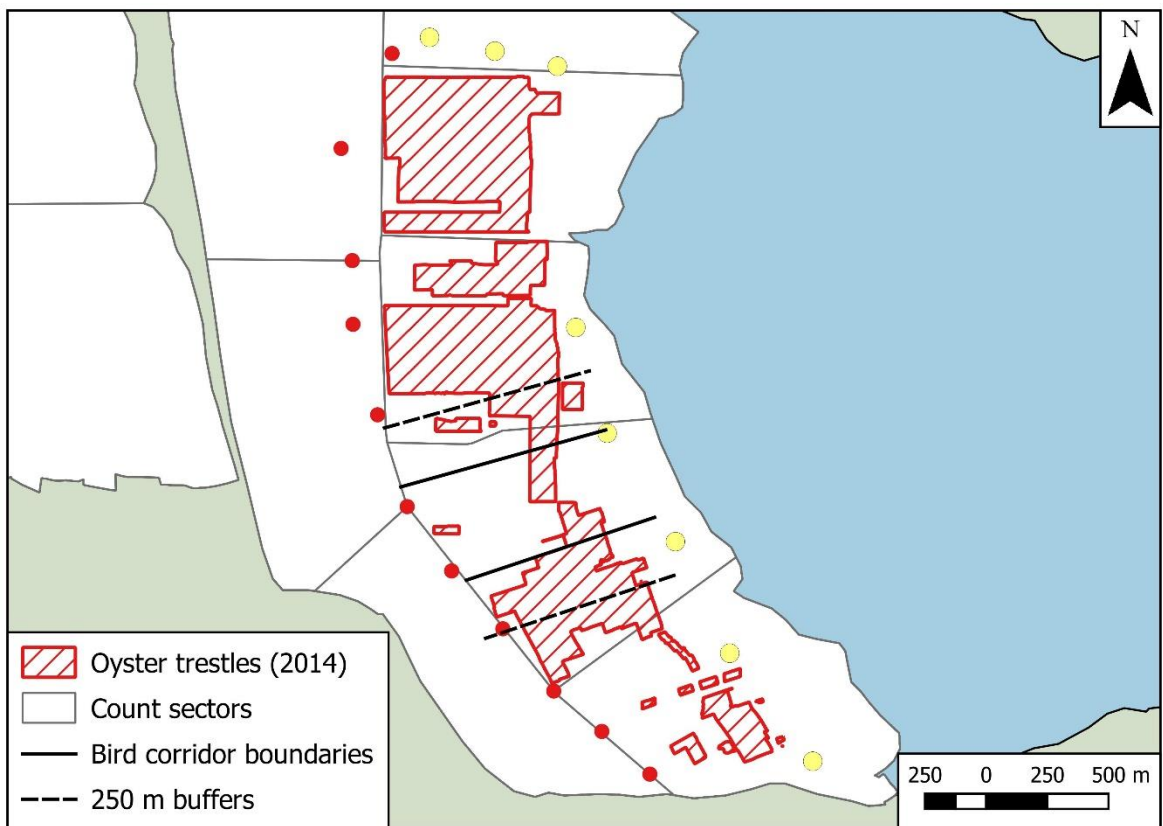 N
Oyster trestles (2014)
Count sectors
Bird corridor boundaries
250 m buffers
250 0 250 500 m